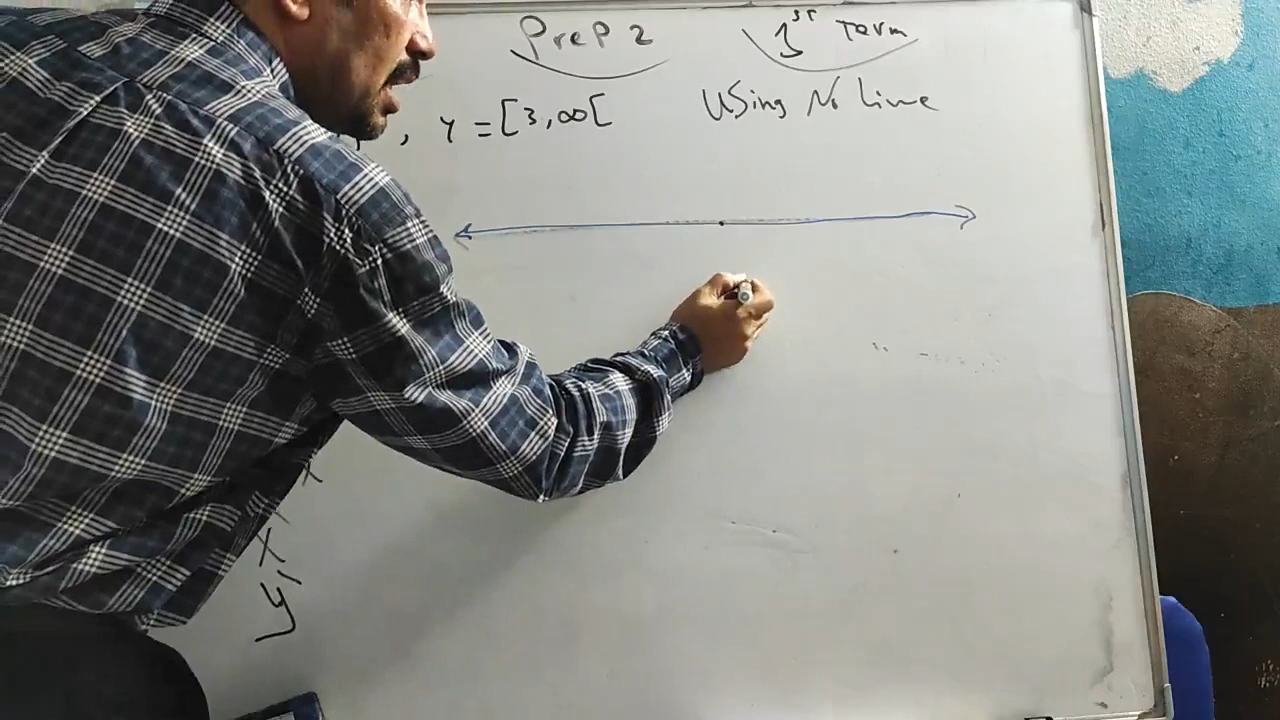 Prep 2 1st Term
, y = [3, ∞[ Using No Line
x
x
y'